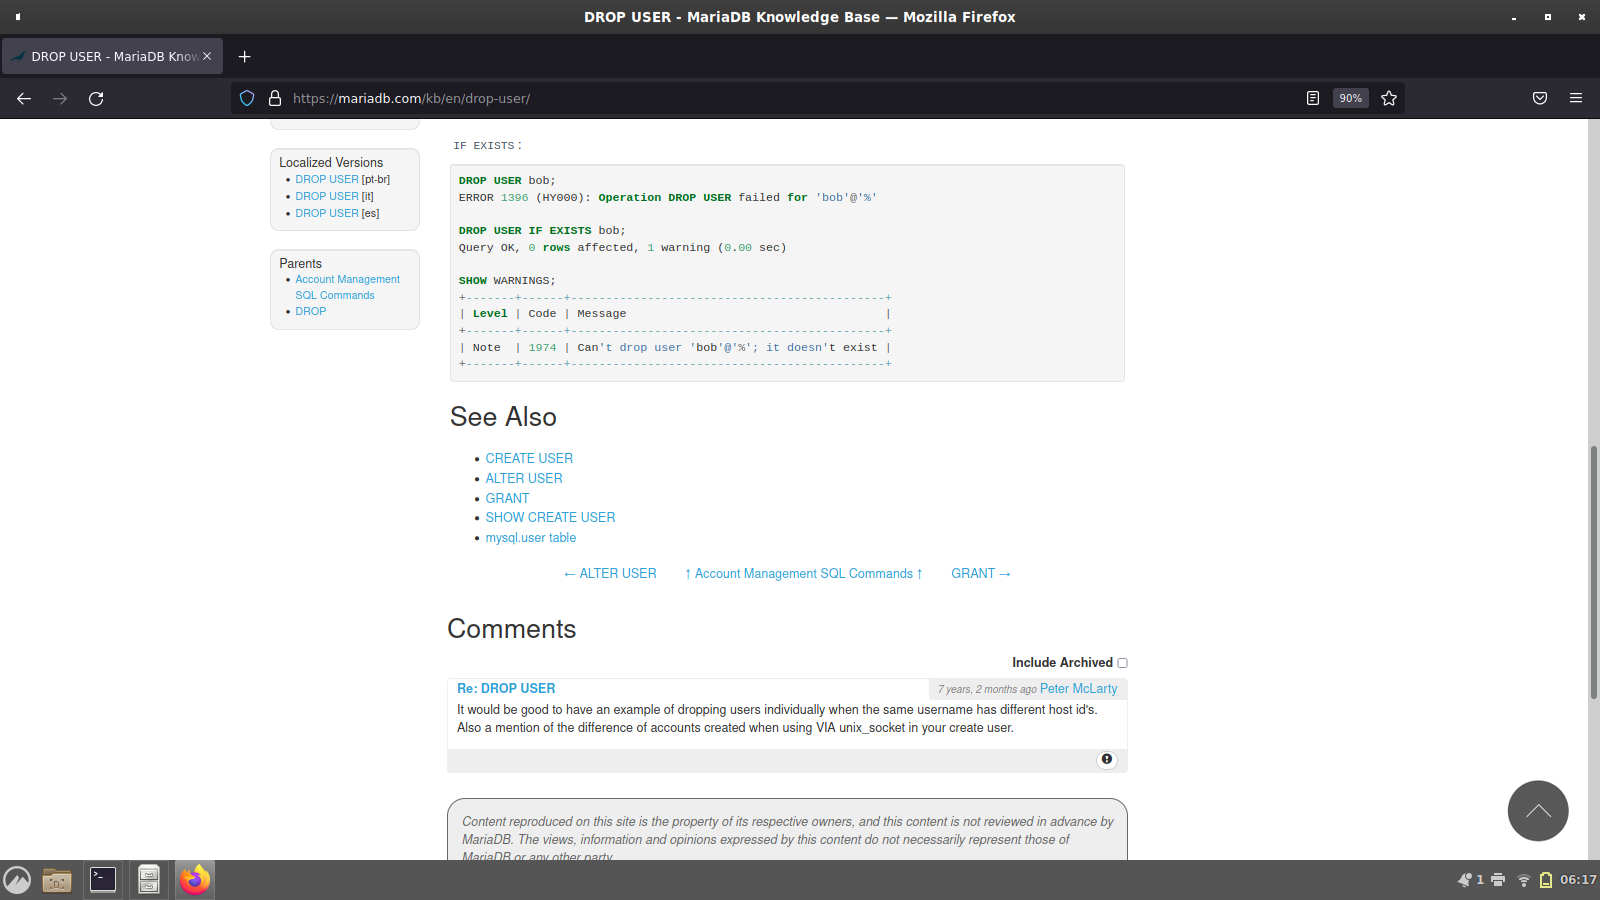 DROP USER - MariaDB Knowledge Base — Mozilla Firefox
DROP USER - MariaDB Know
https://mariadb.com/kb/en/drop-user/
90%
Localized Versions
DROP USER [pt-br]
DROP USER [it]
DROP USER [es]
Parents
Account Management
SQL Commands
DROP
IF EXISTS:
DROP USER bob;
ERROR 1396 (HY000): Operation DROP USER failed for 'bob'@'%'
DROP USER IF EXISTS bob;
Query OK, 0 rows affected, 1 warning (0.00 sec)
SHOW WARNINGS;
+-------+------+---------------------------------------------+
| Level | Code | Message                                     |
+-------+------+---------------------------------------------+
| Note  | 1974 | Can't drop user 'bob'@'%'; it doesn't exist |
+-------+------+---------------------------------------------+
See Also
CREATE USER
ALTER USER
GRANT
SHOW CREATE USER
mysql.user table
← ALTER USER ↑ Account Management SQL Commands ↑ GRANT →
Comments
Include Archived
Re: DROP USER
7 years, 2 months ago Peter McLarty
It would be good to have an example of dropping users individually when the same username has different host id's.
Also a mention of the difference of accounts created when using VIA unix_socket in your create user.
Content reproduced on this site is the property of its respective owners, and this content is not reviewed in advance by
MariaDB. The views, information and opinions expressed by this content do not necessarily represent those of
MariaDB or any other party.
1
06:17